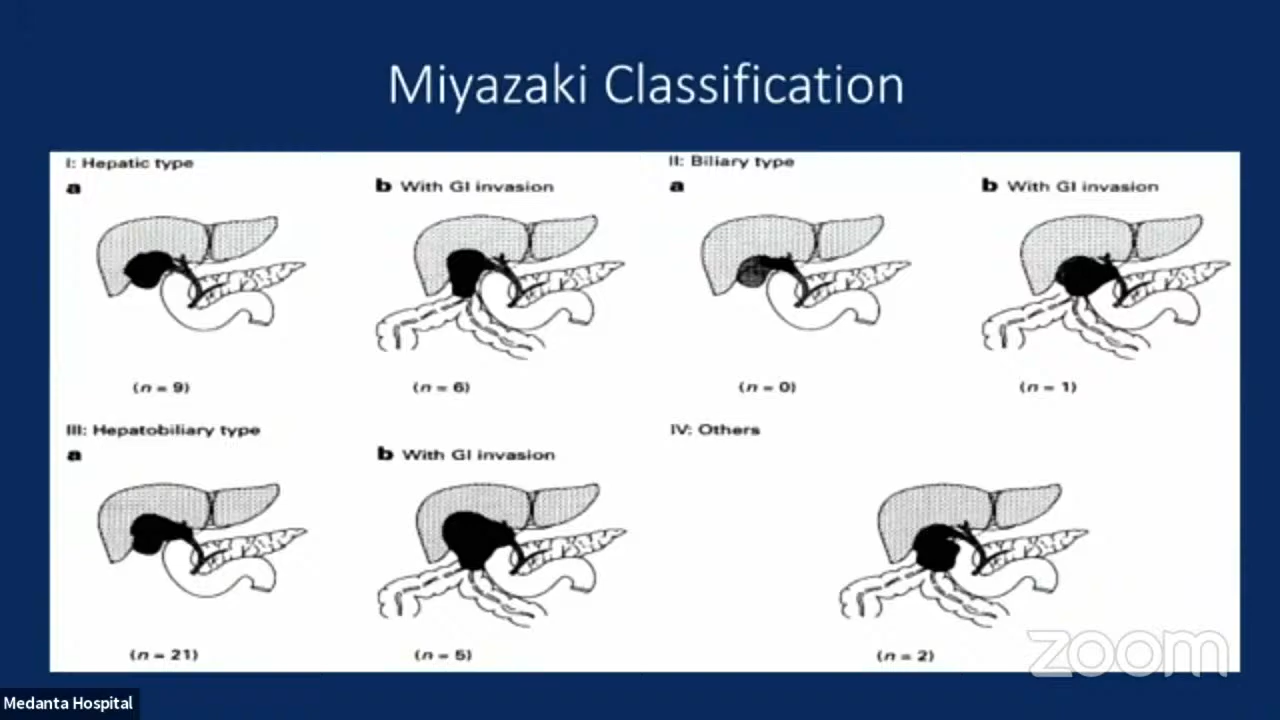 Miyazaki Classification
I: Hepatic type
a
b With GI invasion
(n = 9)
(n = 6)
II: Biliary type
a
b With GI invasion
(n = 0)
(n = 1)
III: Hepatobiliary type
a
b With GI invasion
(n = 21)
(n = 5)
IV: Others
(n = 2)
zoom
Medanta Hospital